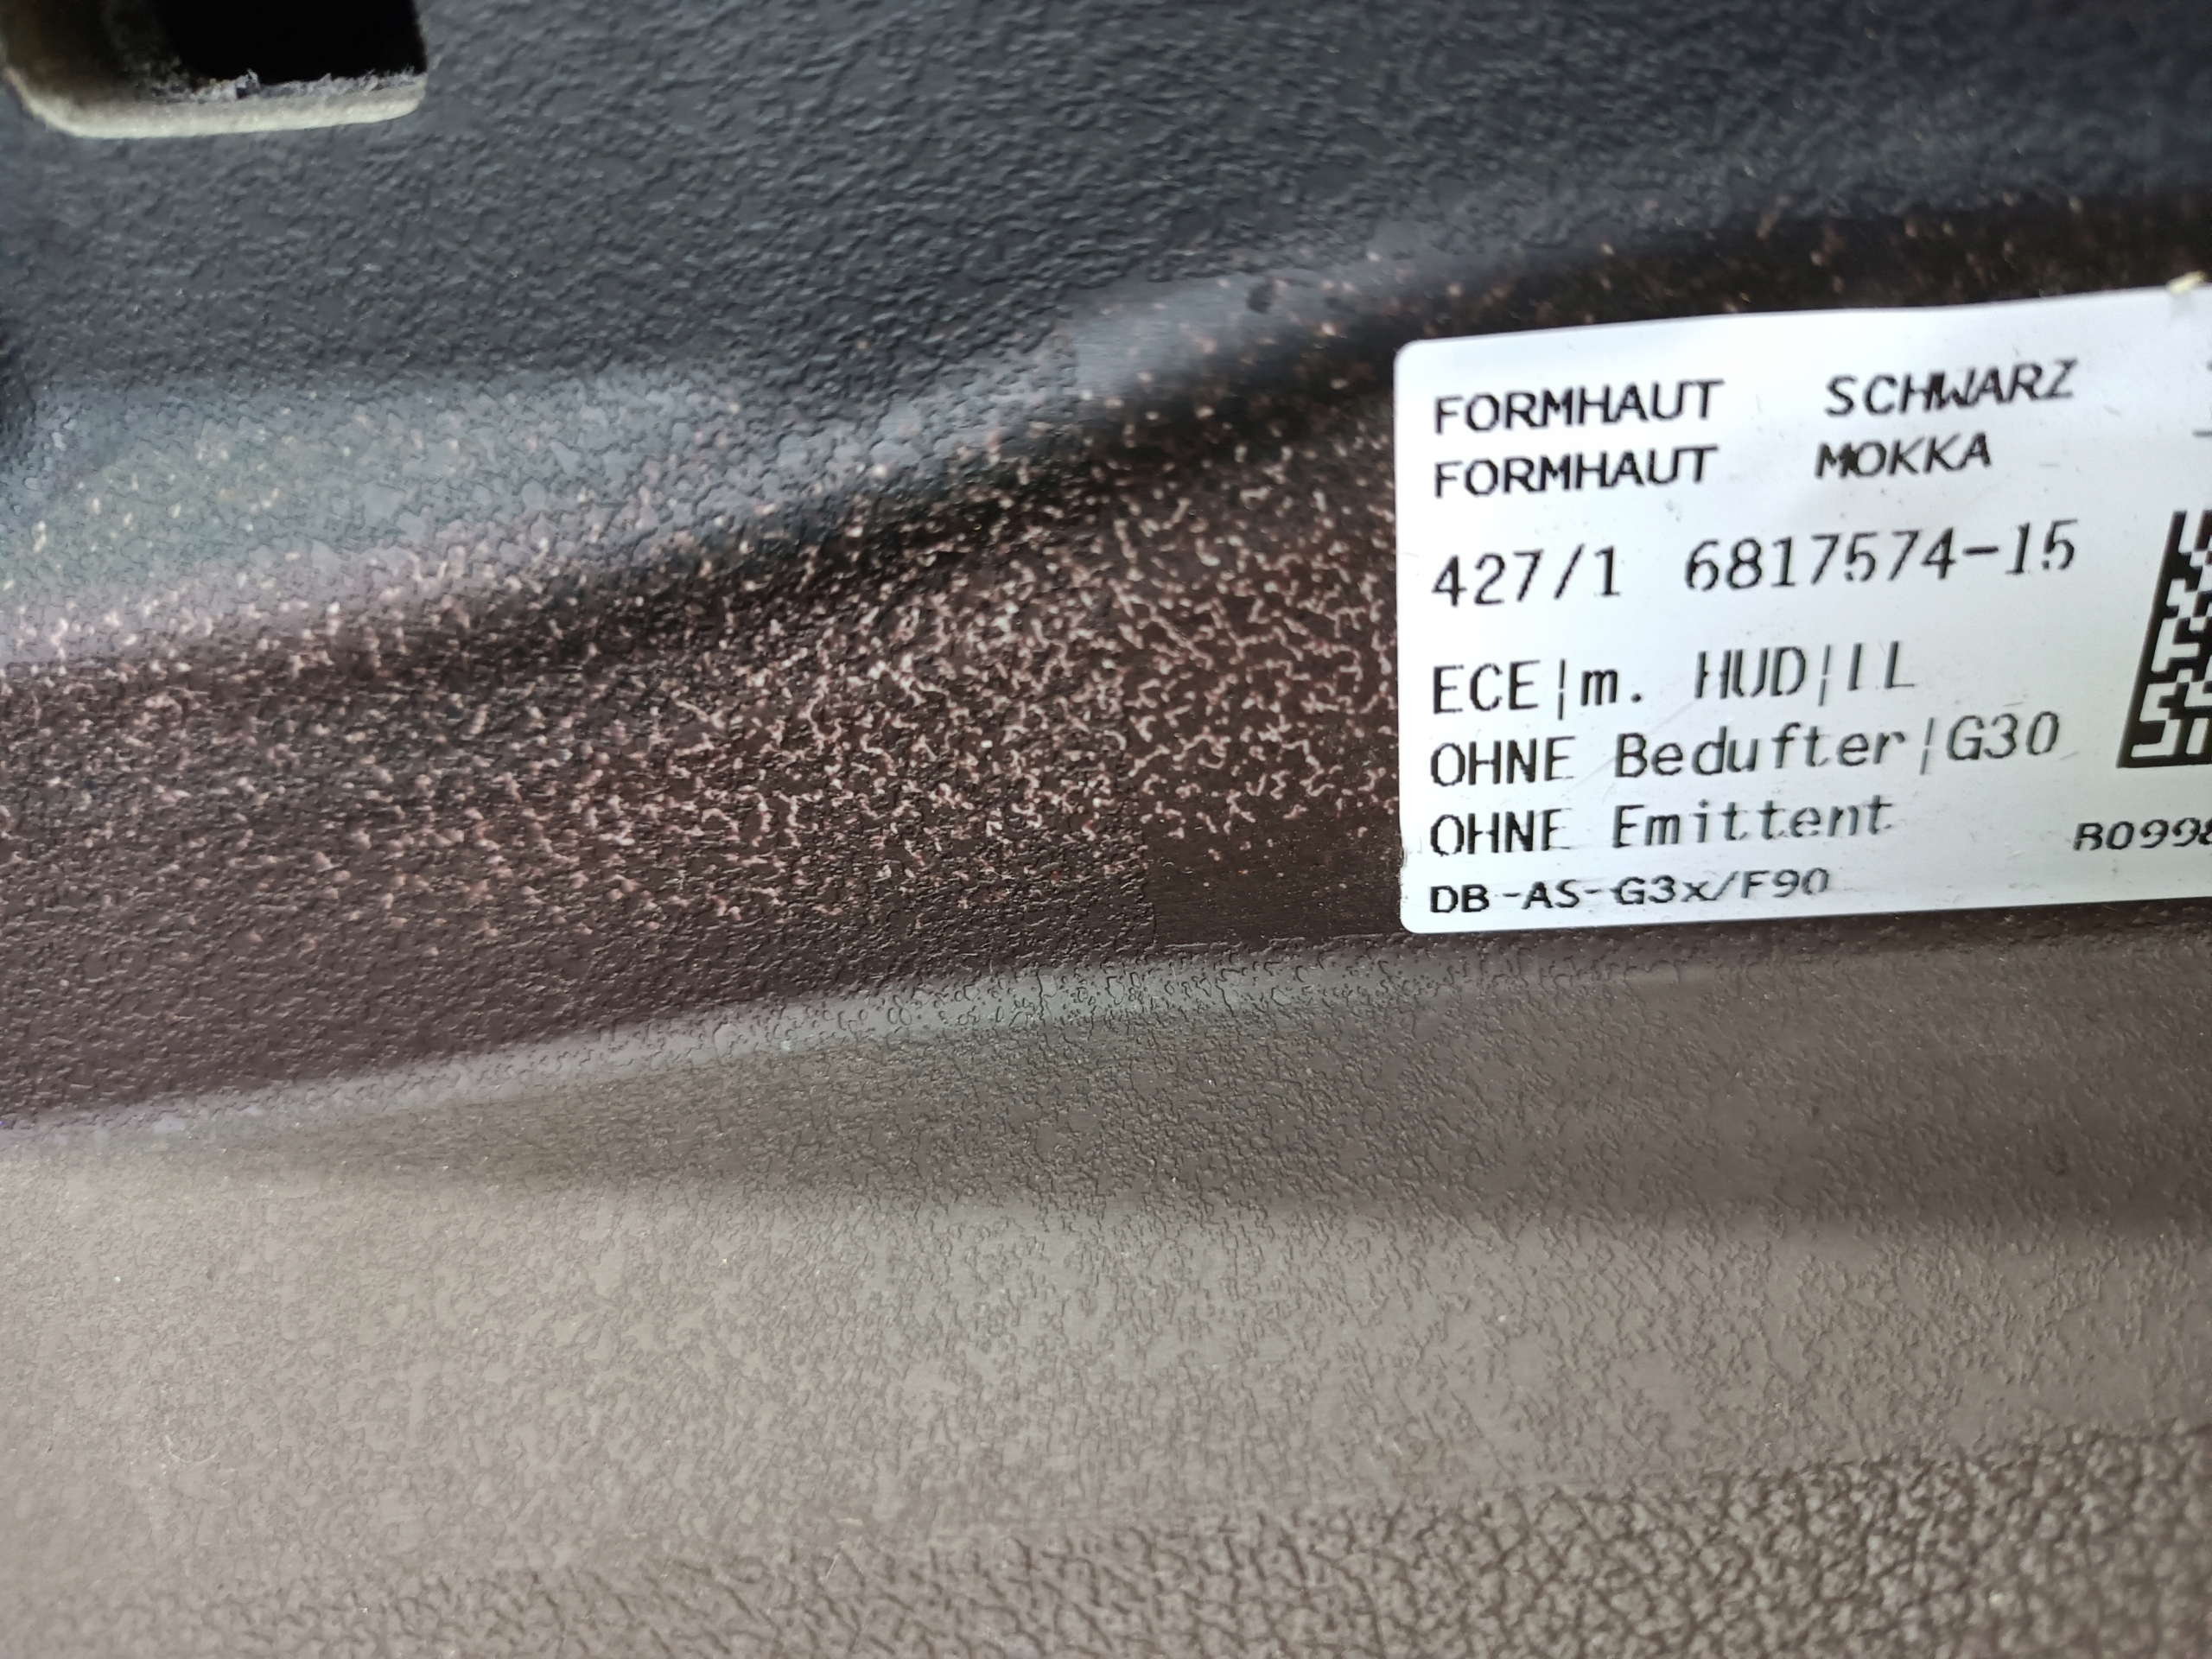 FORMHAUT SCHWARZ
FORMHAUT MOKKA
427/1 6817574-15
ECE|m. HUD|IL
OHNE Bedufter|G30
OHNE Emittent
DB-AS-G3x/F90